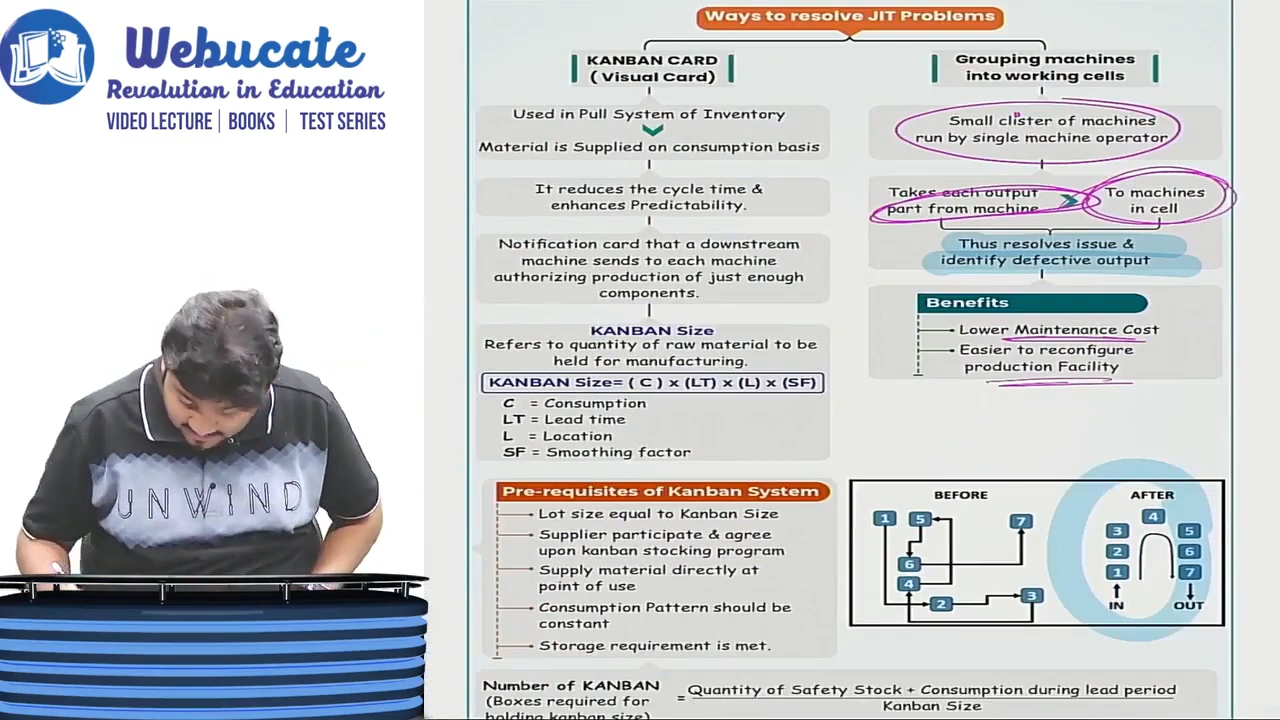 Webucate
Revolution in Education
VIDEO LECTURE | BOOKS | TEST SERIES
UNWIND
Ways to resolve JIT Problems
KANBAN CARD
(Visual Card)
Used in Pull System of Inventory
Material is Supplied on consumption basis
It reduces the cycle time &
enhances Predictability.
Notification card that a downstream
machine sends to each machine
authorizing production of just enough
components.
KANBAN Size
Refers to quantity of raw material to be
held for manufacturing.
KANBAN Size= ( C ) x (LT) x (L) x (SF)
C = Consumption
LT = Lead time
L = Location
SF = Smoothing factor
Pre-requisites of Kanban System
Lot size equal to Kanban Size
Supplier participate & agree
upon kanban stocking program
Supply material directly at
point of use
Consumption Pattern should be
constant
Storage requirement is met.
Grouping machines
into working cells
Small clister of machines
run by single machine operator
Takes each output
part from machine
To machines
in cell
Thus resolves issue &
identify defective output
Benefits
Lower Maintenance Cost
Easier to reconfigure
production Facility
BEFORE
1 5 7
6
4
2 3
AFTER
4
3 5
2 6
1 7
IN OUT
Number of KANBAN
(Boxes required for
holding kanban size)
= Quantity of Safety Stock + Consumption during lead period
Kanban Size